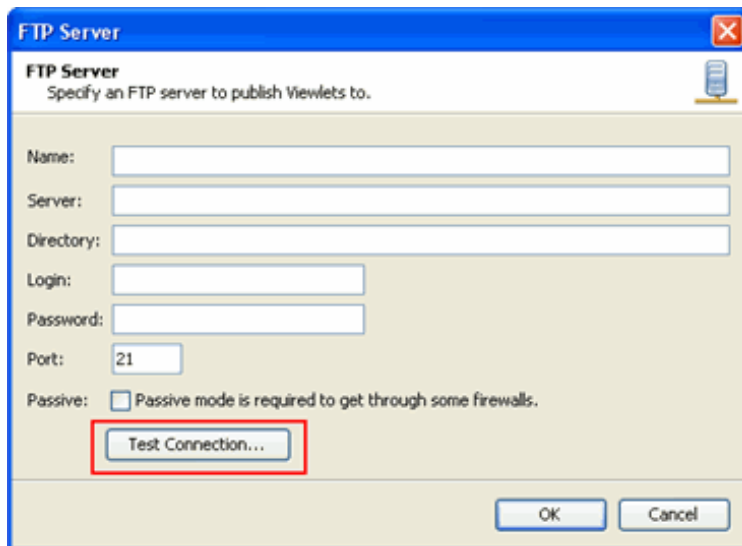 FTP Server
FTP Server
Specify an FTP server to publish Viewlets to.
Name:
Server:
Directory:
Login:
Password:
Port: 21
Passive: Passive mode is required to get through some firewalls.
Test Connection...
OK Cancel